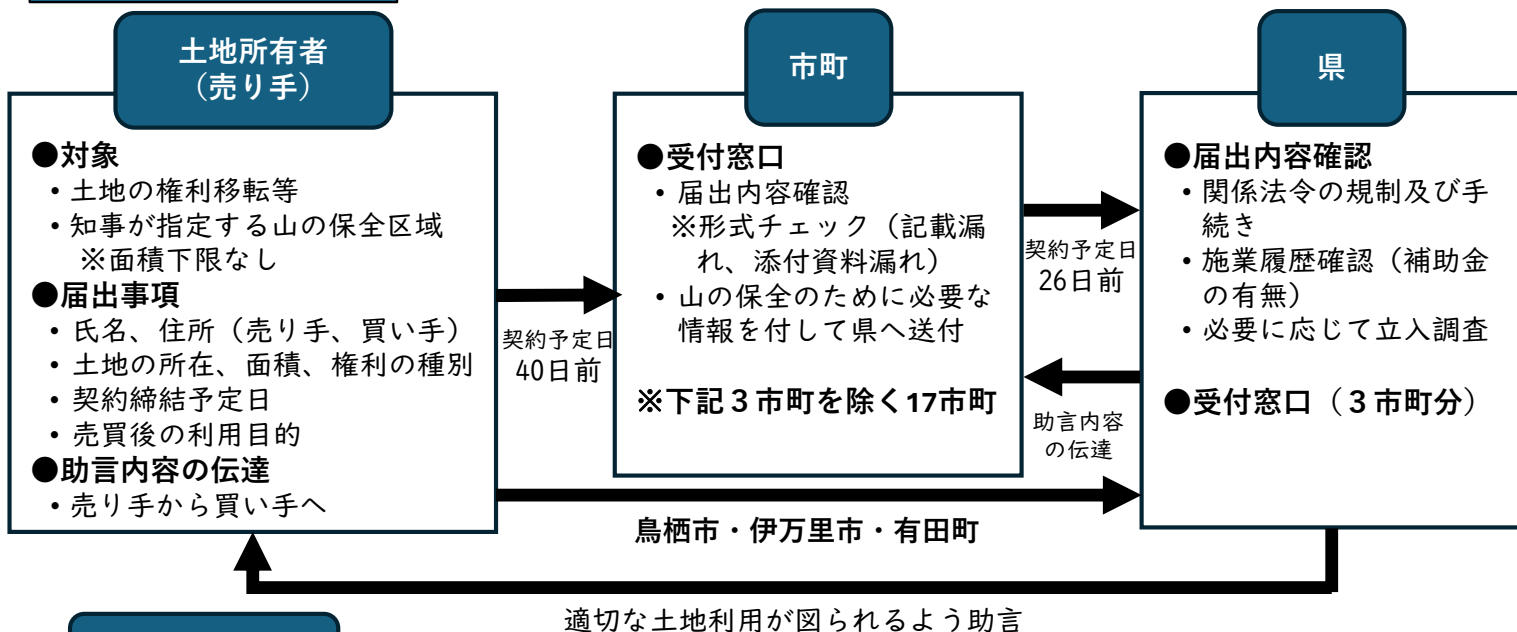 土地所有者
（売り手）
●対象
・土地の権利移転等
・知事が指定する山の保全区域
※面積下限なし
●届出事項
・氏名、住所（売り手、買い手）
・土地の所在、面積、権利の種別
・契約締結予定日
・売買後の利用目的
●助言内容の伝達
・売り手から買い手へ
契約予定日
40日前
市町
●受付窓口
・届出内容確認
※形式チェック（記載漏
れ、添付資料漏れ）
・山の保全のために必要な
情報を付して県へ送付
※下記３市町を除く17市町
契約予定日
26日前
助言内容
の伝達
県
●届出内容確認
・関係法令の規制及び手
続き
・施業履歴確認（補助金
の有無）
・必要に応じて立入調査
●受付窓口（３市町分）
鳥栖市・伊万里市・有田町
適切な土地利用が図られるよう助言